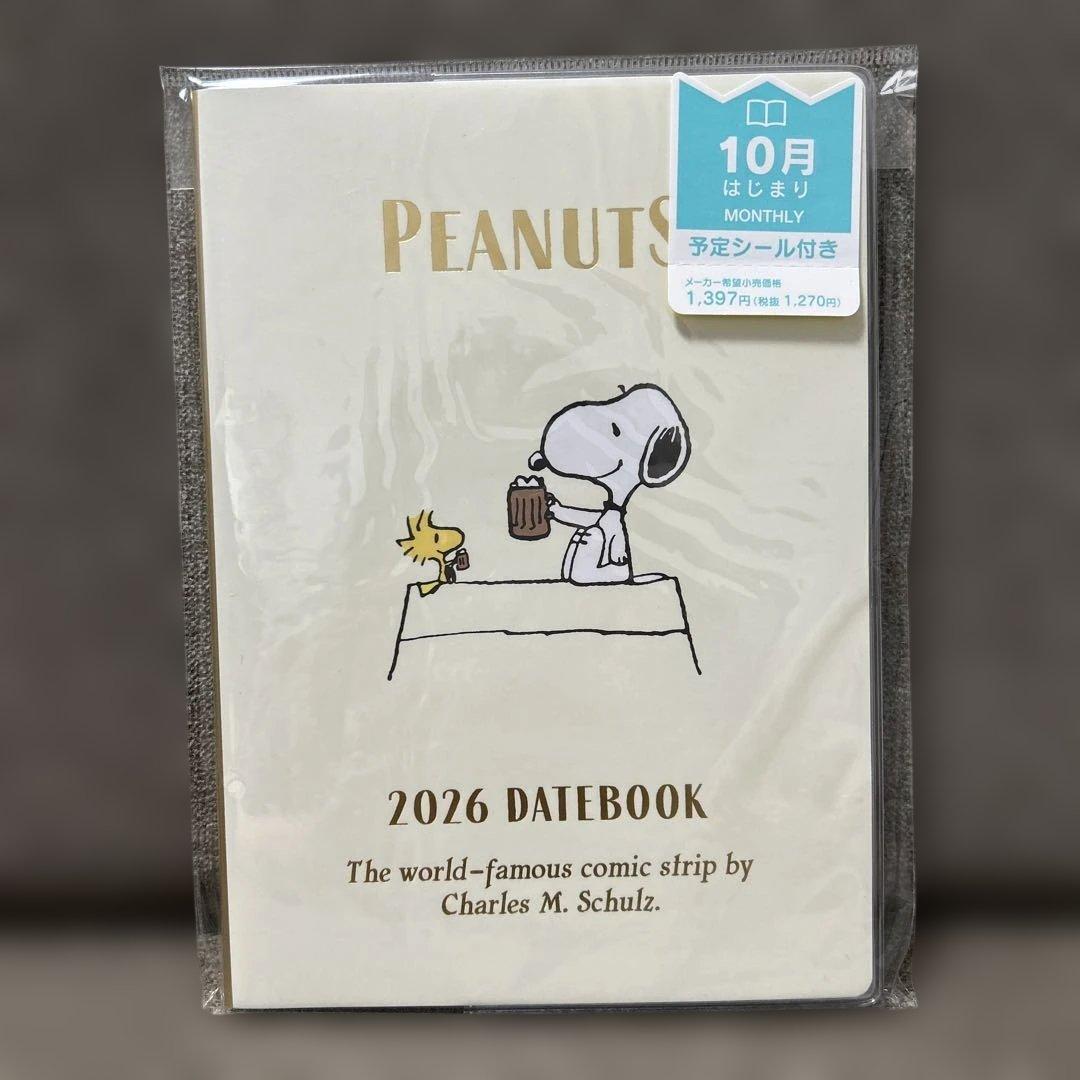 PEANUTS
10月
はじまり
MONTHLY
予定シール付き
メーカー希望小売価格
1,397円(税抜 1,270円)
2026 DATEBOOK
The world-famous comic strip by
Charles M. Schulz.